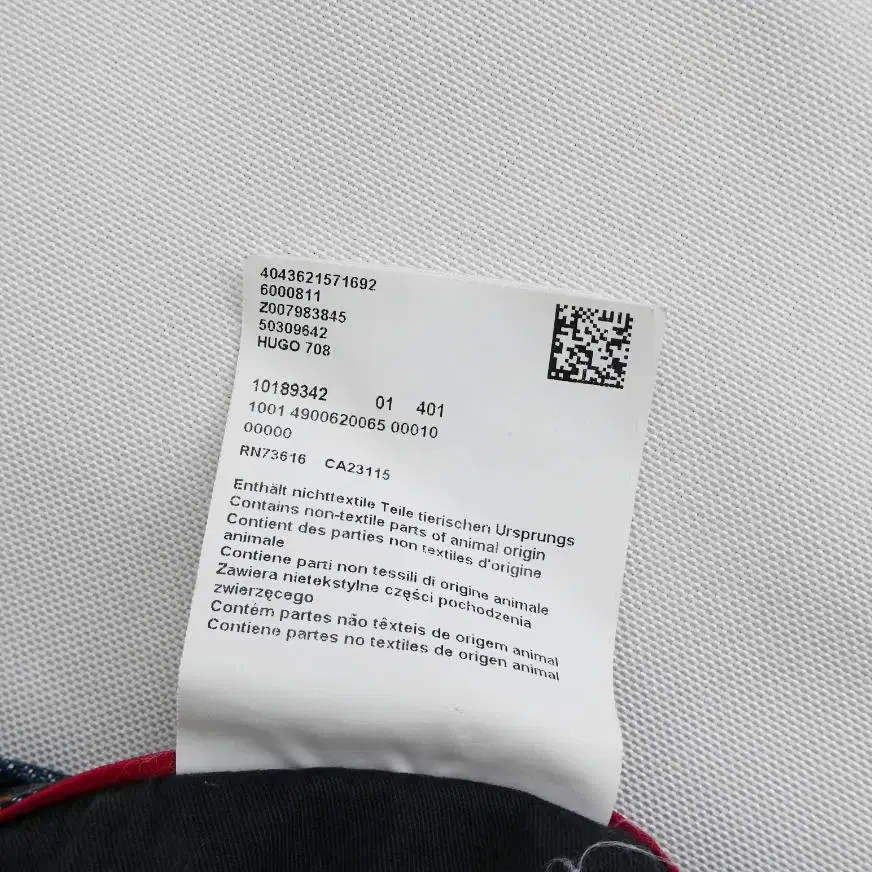 4043621571692
6000811
Z007983845
50309642
HUGO 708
10189342 01 401
1001 4900620065 00010
00000
RN73616 CA23115
Enthält nichttextile Teile tierischen Ursprungs
Contains non-textile parts of animal origin
Contient des parties non textiles d'origine
animale
Contiene parti non tessili di origine animale
Zawiera nietekstylne części pochodzenia
zwierzęcego
Contém partes não têxteis de origem animal
Contiene partes no textiles de origen animal